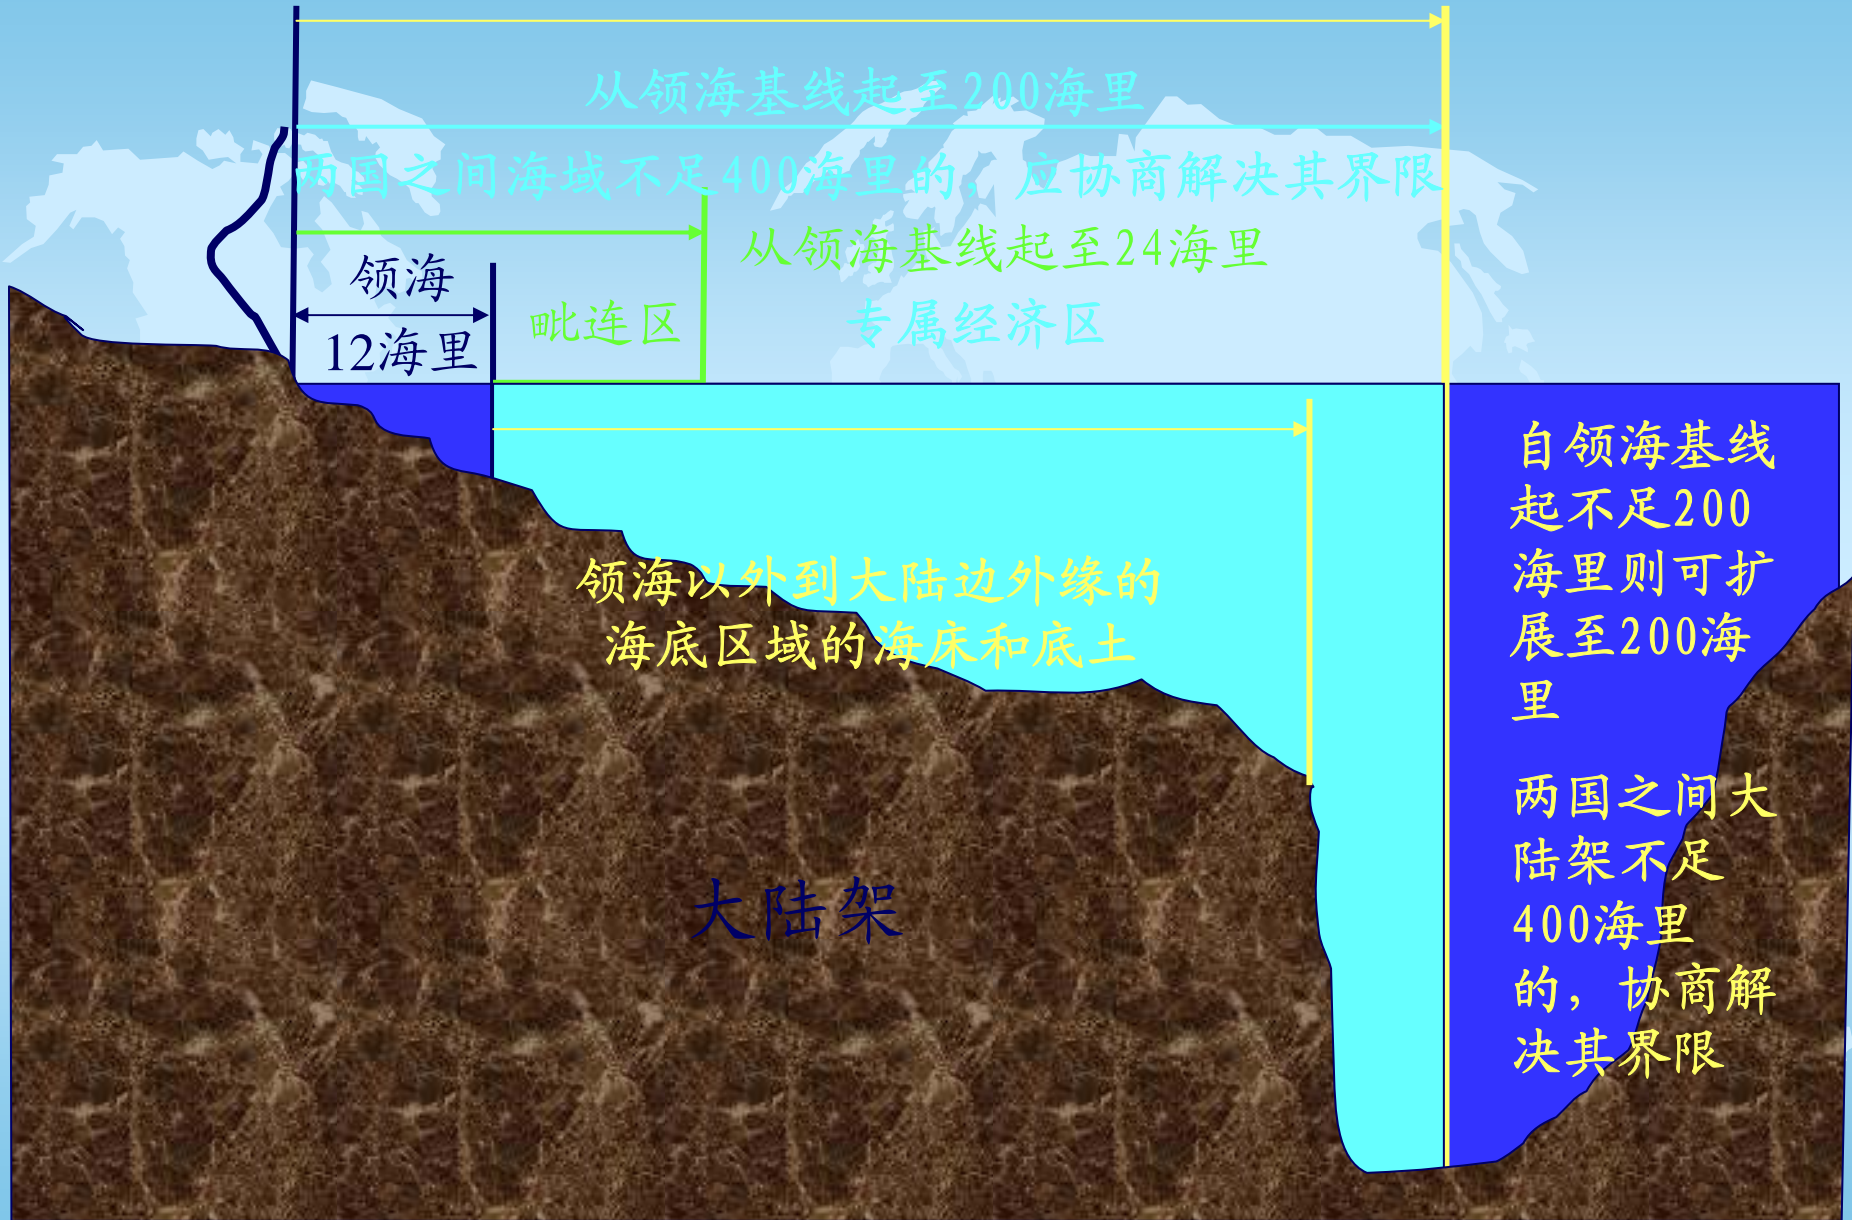 从领海基线起至200海里
两国之间海域不足400海里的，应协商解决其界限
从领海基线起至24海里
领海
12海里
毗连区
专属经济区
自领海基线
起不足200
海里则可扩
展至200海
里
领海以外到大陆边外缘的
海底区域的海床和底土
两国之间大
陆架不足
400海里
的，协商解
决其界限
大陆架